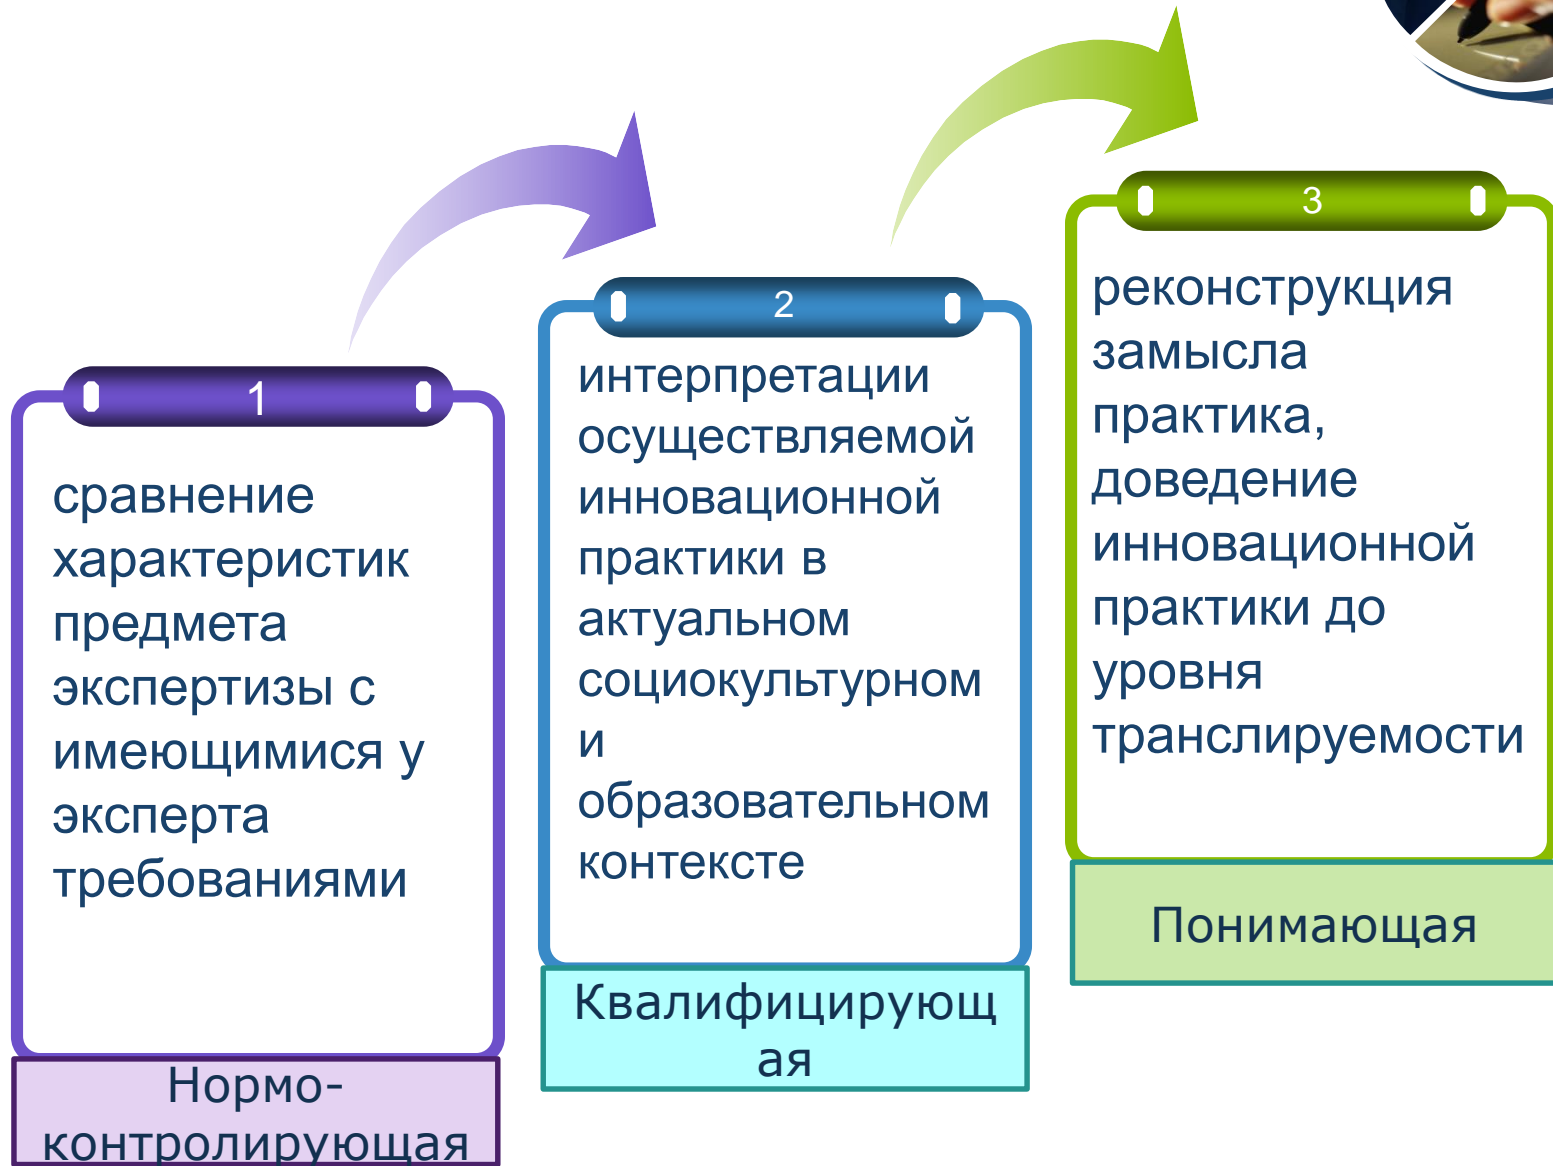 1
сравнение
характеристик
предмета
экспертизы с
имеющимися у
эксперта
требованиями
Нормо-
контролирующая
2
интерпретации
осуществляемой
инновационной
практики в
актуальном
социокультурном
и
образовательном
контексте
Квалифицирующ
ая
3
реконструкция
замысла
практика,
доведение
инновационной
практики до
уровня
транслируемости
Понимающая